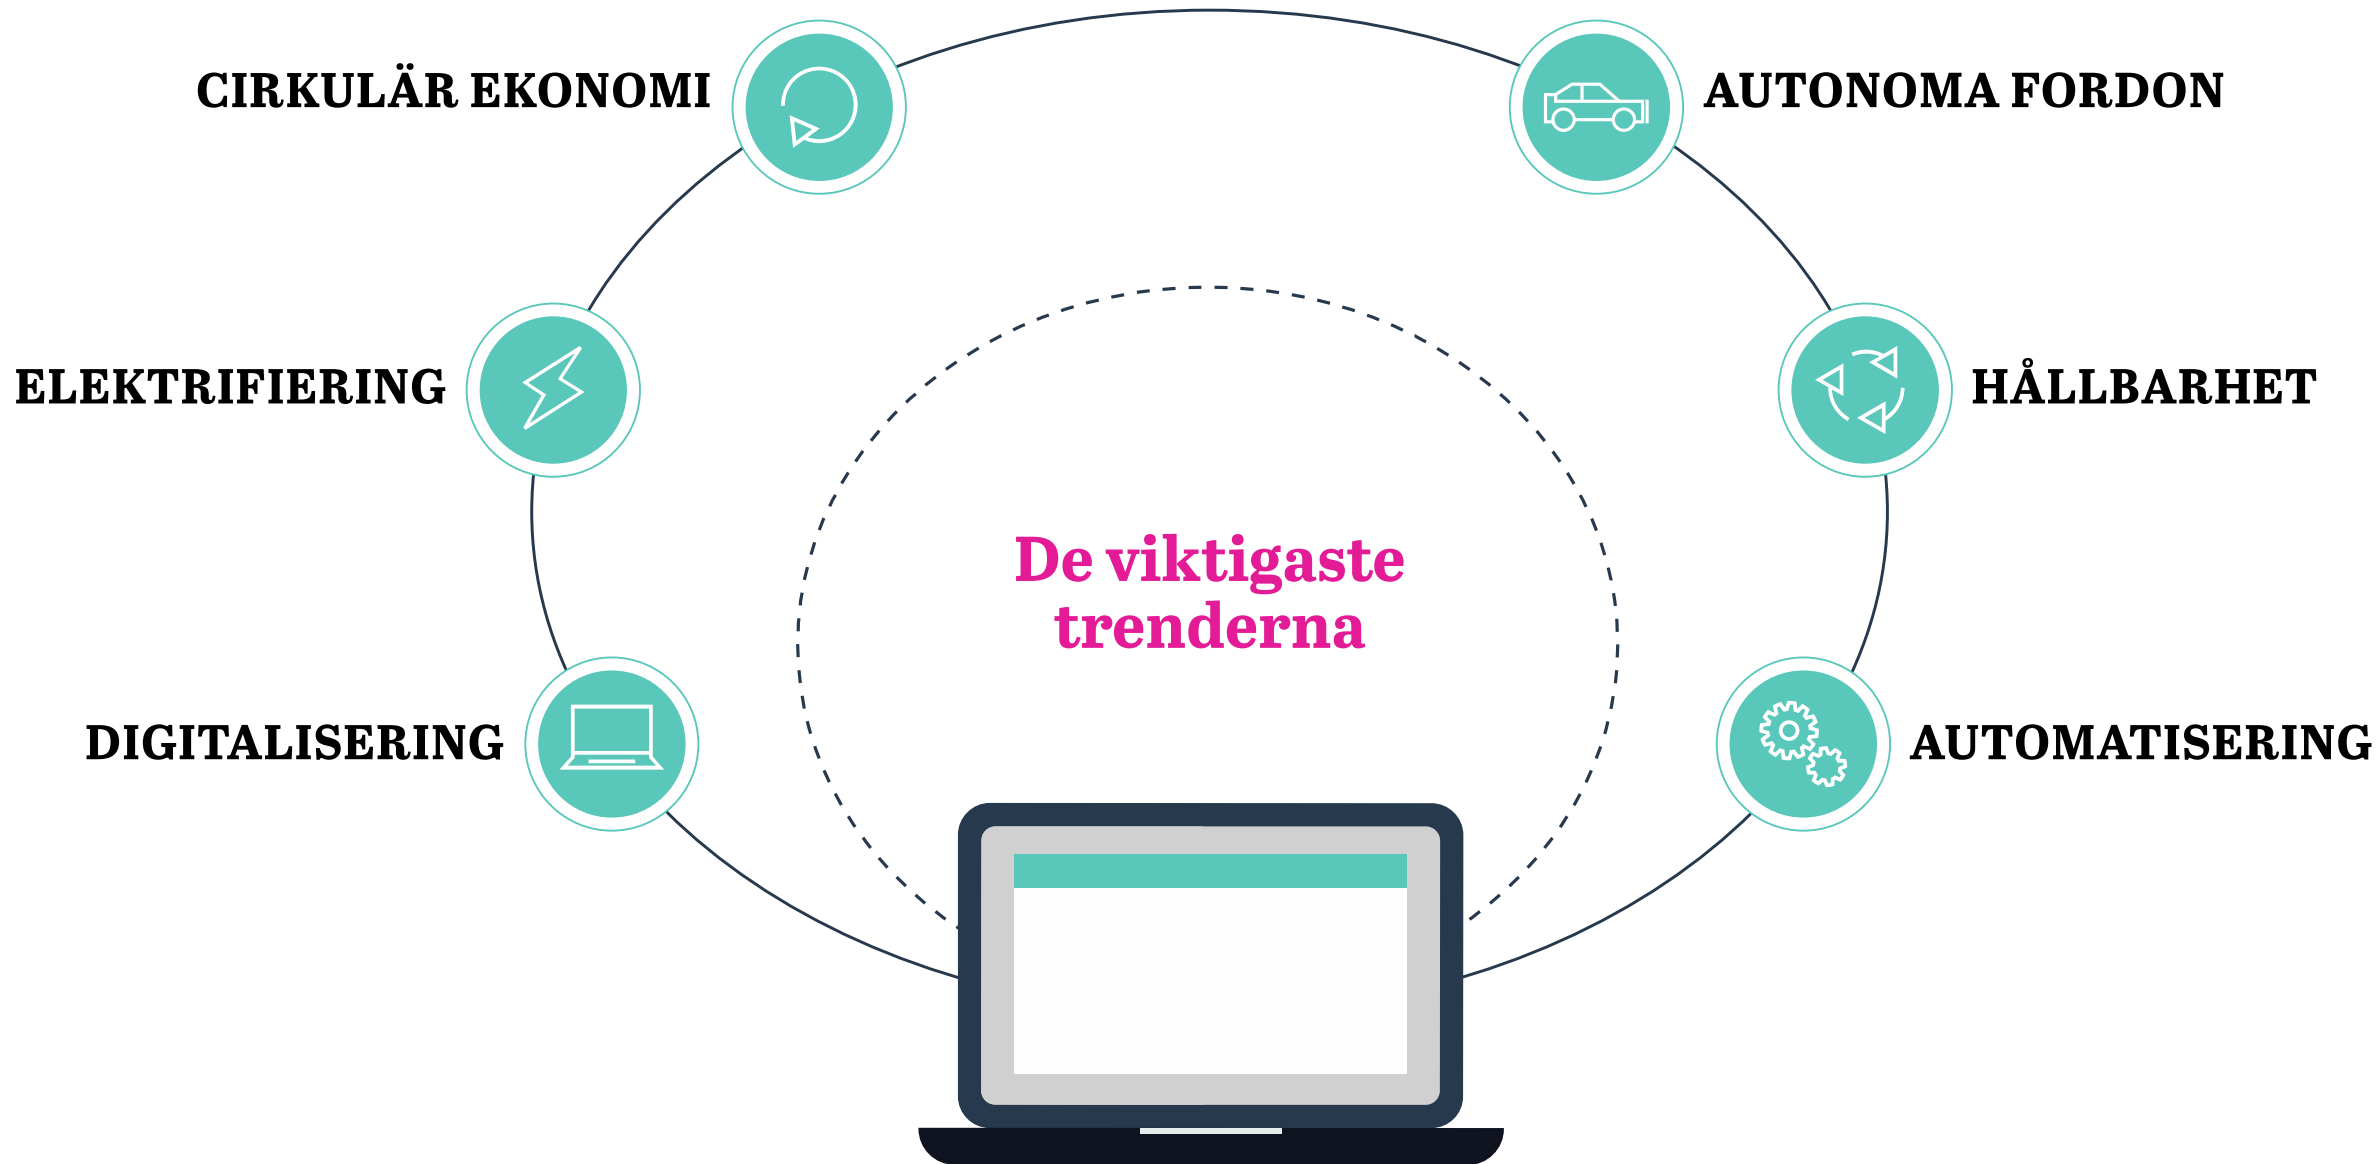 CIRKULÄR EKONOMI
AUTONOMA FORDON
ELEKTRIFIERING
HÅLLBARHET
De viktigaste
trenderna
DIGITALISERING
AUTOMATISERING